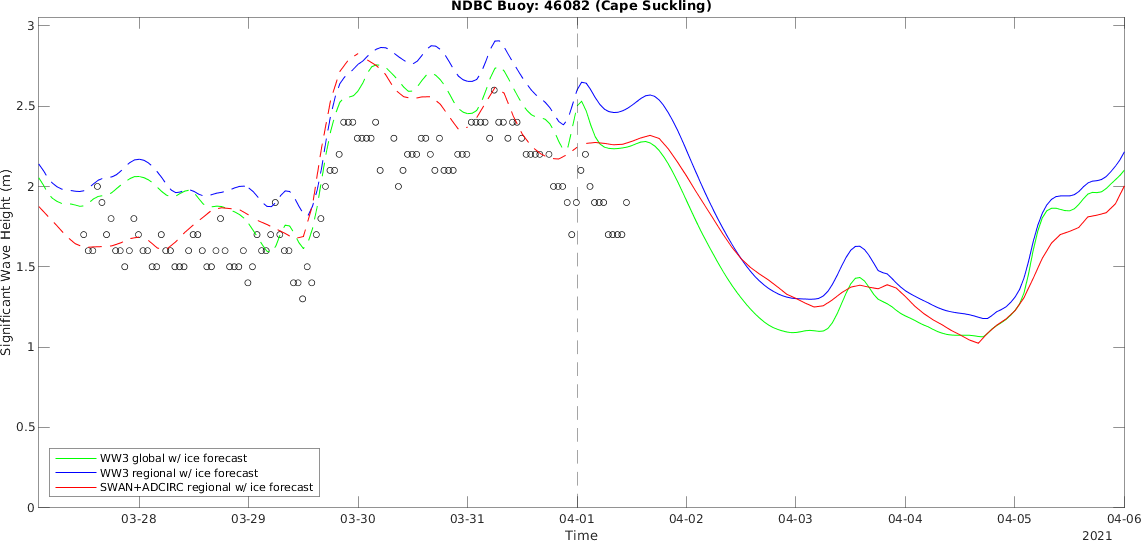 NDBC Buoy: 46082 (Cape Suckling)
3
2.5
2
1.5
1
0.5
0
Significant Wave Height (m)
WW3 global w/ ice forecast
WW3 regional w/ ice forecast
SWAN+ADCIRC regional w/ ice forecast
03-28 03-29 03-30 03-31 04-01 04-02 04-03 04-04 04-05 04-06
Time
2021